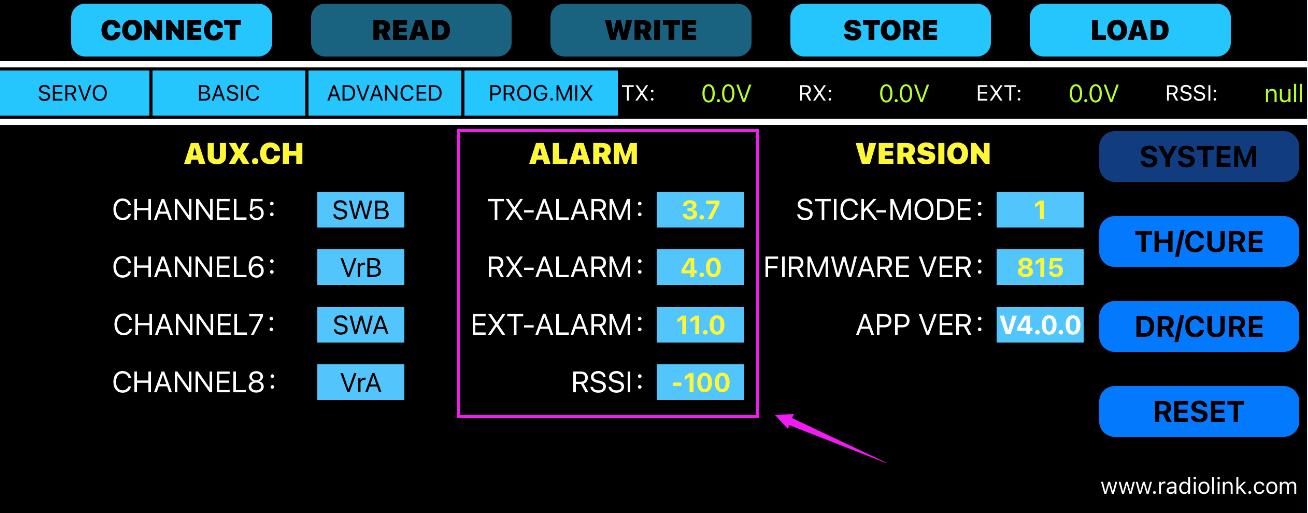 CONNECT READ WRITE STORE LOAD
SERVO BASIC ADVANCED PROG.MIX TX: 0.0V RX: 0.0V EXT: 0.0V RSSI: null
AUX.CH ALARM VERSION SYSTEM
CHANNEL5: SWB TX-ALARM: 3.7 STICK-MODE: 1
TH/CURE
CHANNEL6: VrB RX-ALARM: 4.0 FIRMWARE VER: 815
CHANNEL7: SWA EXT-ALARM: 11.0 APP VER: V4.0.0 DR/CURE
CHANNEL8: VrA RSSI: -100
RESET
www.radiolink.com